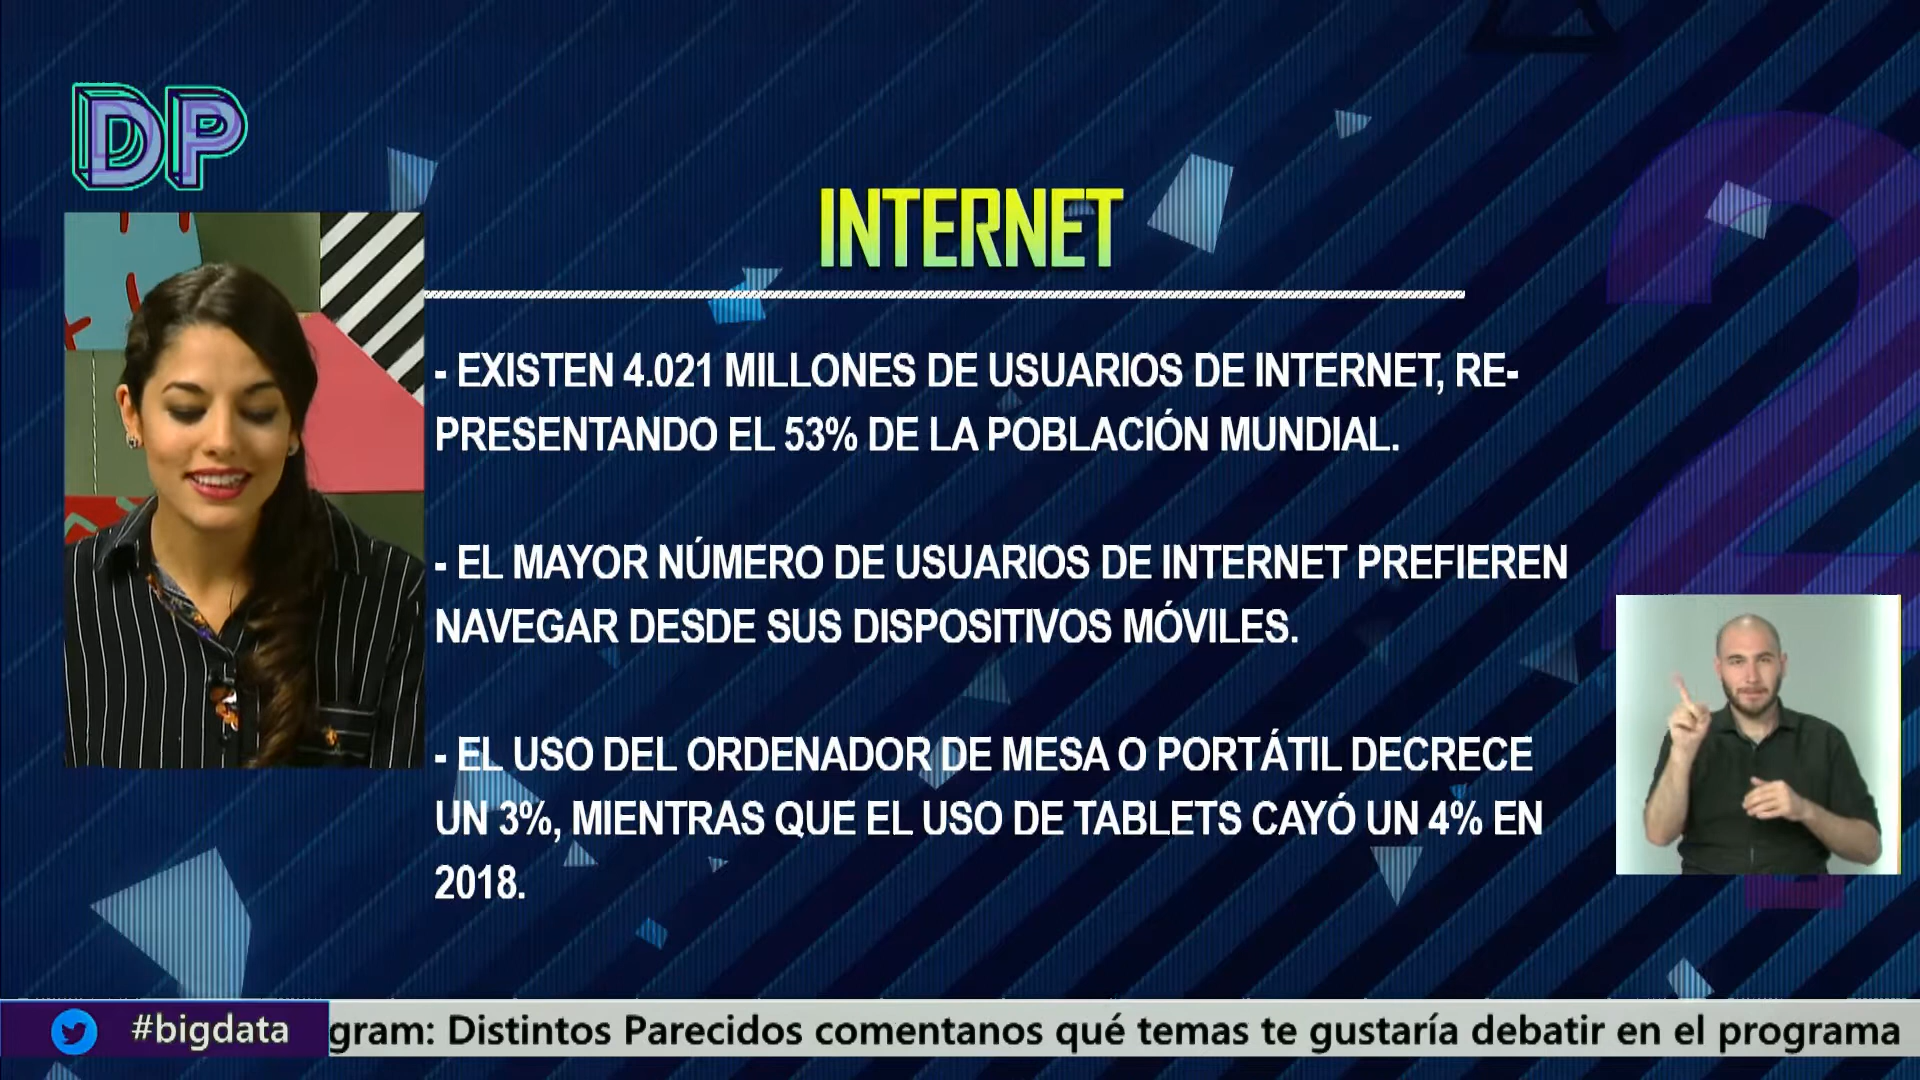 DP
INTERNET
- EXISTEN 4.021 MILLONES DE USUARIOS DE INTERNET, RE-
PRESENTANDO EL 53% DE LA POBLACIÓN MUNDIAL.
- EL MAYOR NÚMERO DE USUARIOS DE INTERNET PREFIEREN
NAVEGAR DESDE SUS DISPOSITIVOS MÓVILES.
- EL USO DEL ORDENADOR DE MESA O PORTÁTIL DECRECE
UN 3%, MIENTRAS QUE EL USO DE TABLETS CAYÓ UN 4% EN
2018.
#bigdata gram: Distintos Parecidos comentanos qué temas te gustaría debatir en el programa